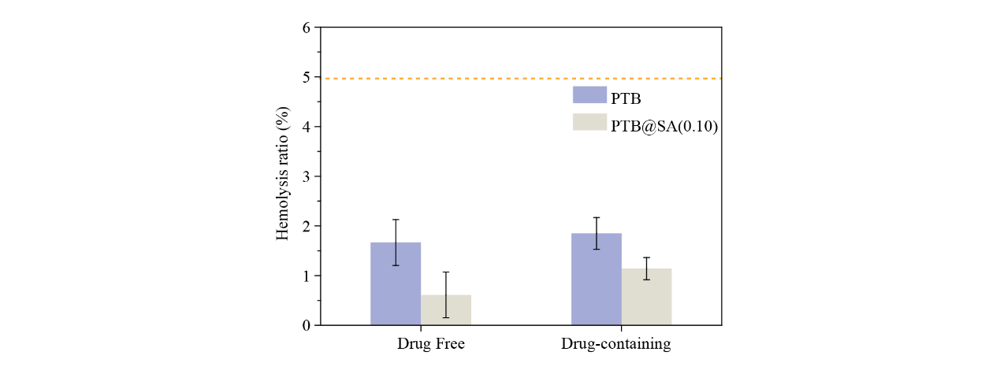 6
5
4
3
2
1
0
Hemolysis ratio (%)
PTB
PTB@SA(0.10)
Drug Free
Drug-containing